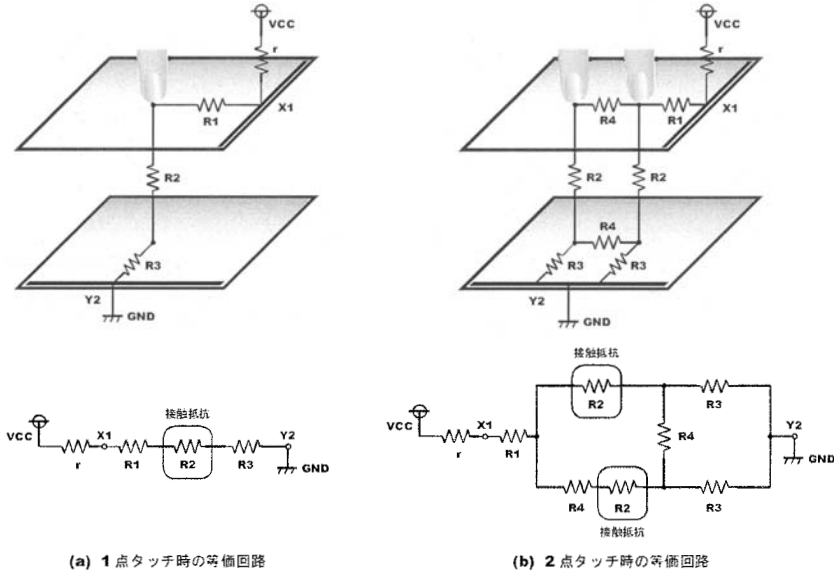 VCC
r
R1
X1
R2
R3
Y2
GND
VCC
r
R4
R1
X1
R2
R2
R4
R3
R3
Y2
GND
接触抵抗
VCC
X1
Y2
r
R1
R2
R3
GND
(a) 1 点タッチ時の等価回路
接触抵抗
R2
R3
VCC
X1
Y2
r
R1
R4
GND
R4
R2
R3
接触抵抗
(b) 2 点タッチ時の等価回路